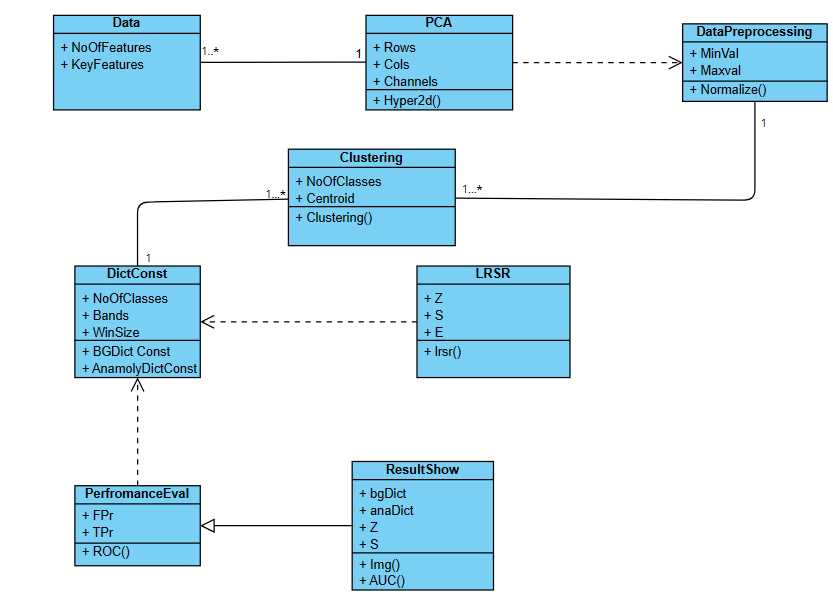 Data
+ NoOfFeatures
+ KeyFeatures
1..*
1
PCA
+ Rows
+ Cols
+ Channels
+ Hyper2d()
DataPreprocessing
+ MinVal
+ Maxval
+ Normalize()
1
Clustering
+ NoOfClasses
+ Centroid
+ Clustering()
1...*
1...*
1
DictConst
+ NoOfClasses
+ Bands
+ WinSize
+ BGDict Const
+ AnamolyDictConst
LRSR
+ Z
+ S
+ E
+ lrsr()
PerfromanceEval
+ FPr
+ TPr
+ ROC()
ResultShow
+ bgDict
+ anaDict
+ Z
+ S
+ Img()
+ AUC()